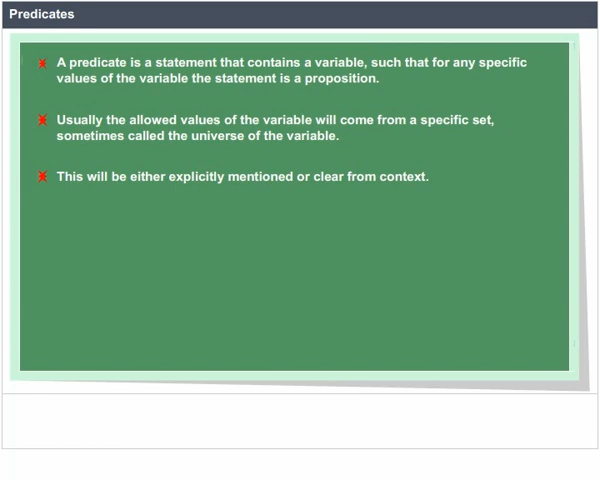 Predicates
A predicate is a statement that contains a variable, such that for any specific
values of the variable the statement is a proposition.
Usually the allowed values of the variable will come from a specific set,
sometimes called the universe of the variable.
This will be either explicitly mentioned or clear from context.